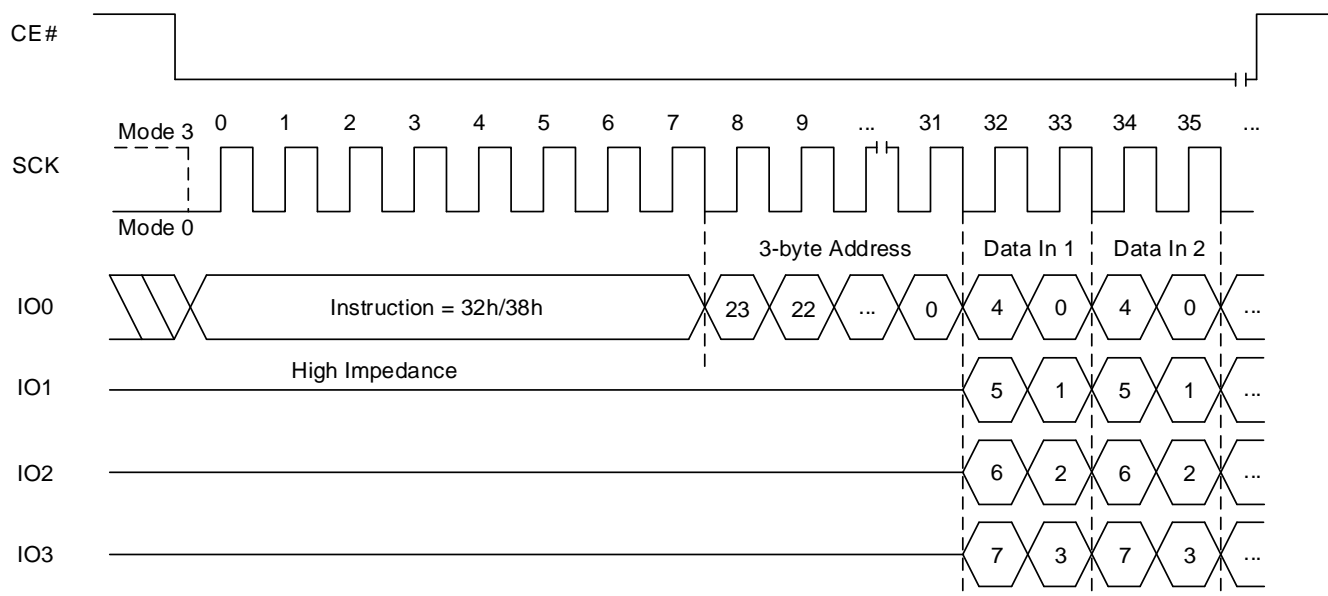 CE#
0 1 2 3 4 5 6 7 8 9 ... 31 32 33 34 35 ...
Mode 3
SCK
Mode 0
3-byte Address Data In 1 Data In 2
IO0 Instruction = 32h/38h 23 22 ... 0 4 0 4 0 ...
High Impedance
IO1 5 1 5 1 ...
IO2 6 2 6 2 ...
IO3 7 3 7 3 ...